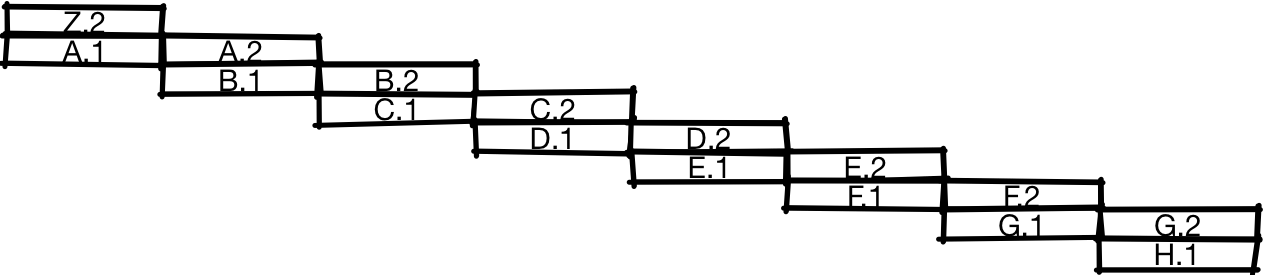 Z.2
A.1 A.2
B.1 B.2
C.1 C.2
D.1 D.2
E.1 E.2
F.1 F.2
G.1 G.2
H.1